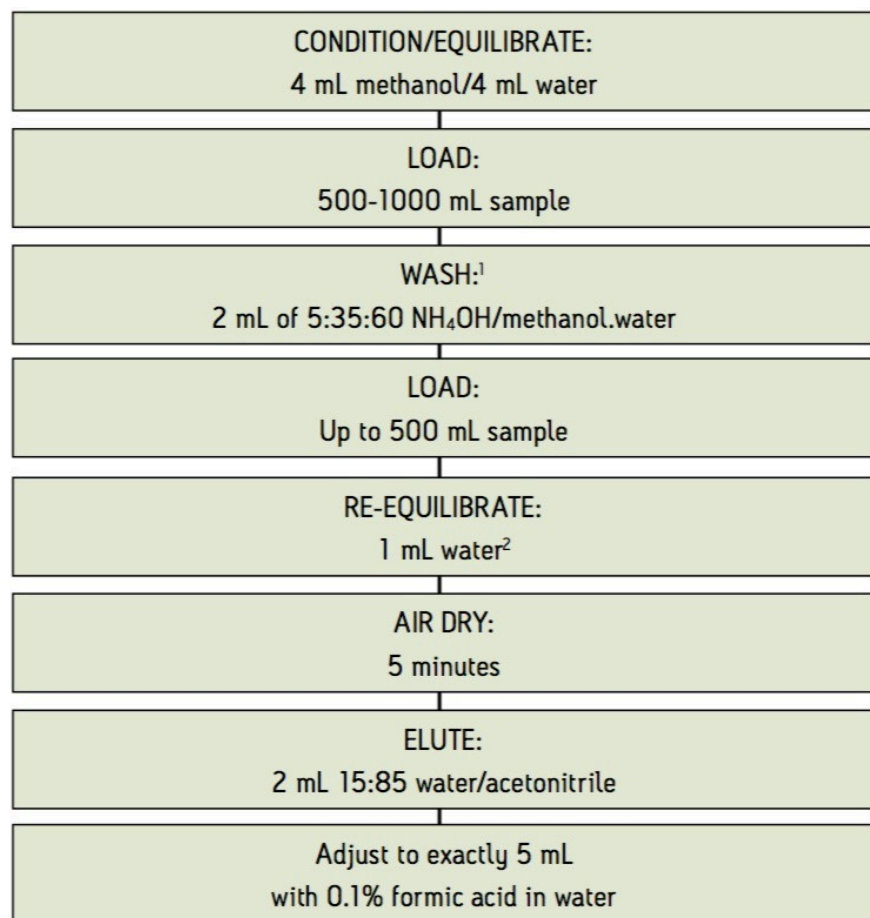 CONDITION/EQUILIBRATE:
4 mL methanol/4 mL water
LOAD:
500-1000 mL sample
WASH:¹
2 mL of 5:35:60 NH₄OH/methanol.water
LOAD:
Up to 500 mL sample
RE-EQUILIBRATE:
1 mL water²
AIR DRY:
5 minutes
ELUTE:
2 mL 15:85 water/acetonitrile
Adjust to exactly 5 mL
with 0.1% formic acid in water